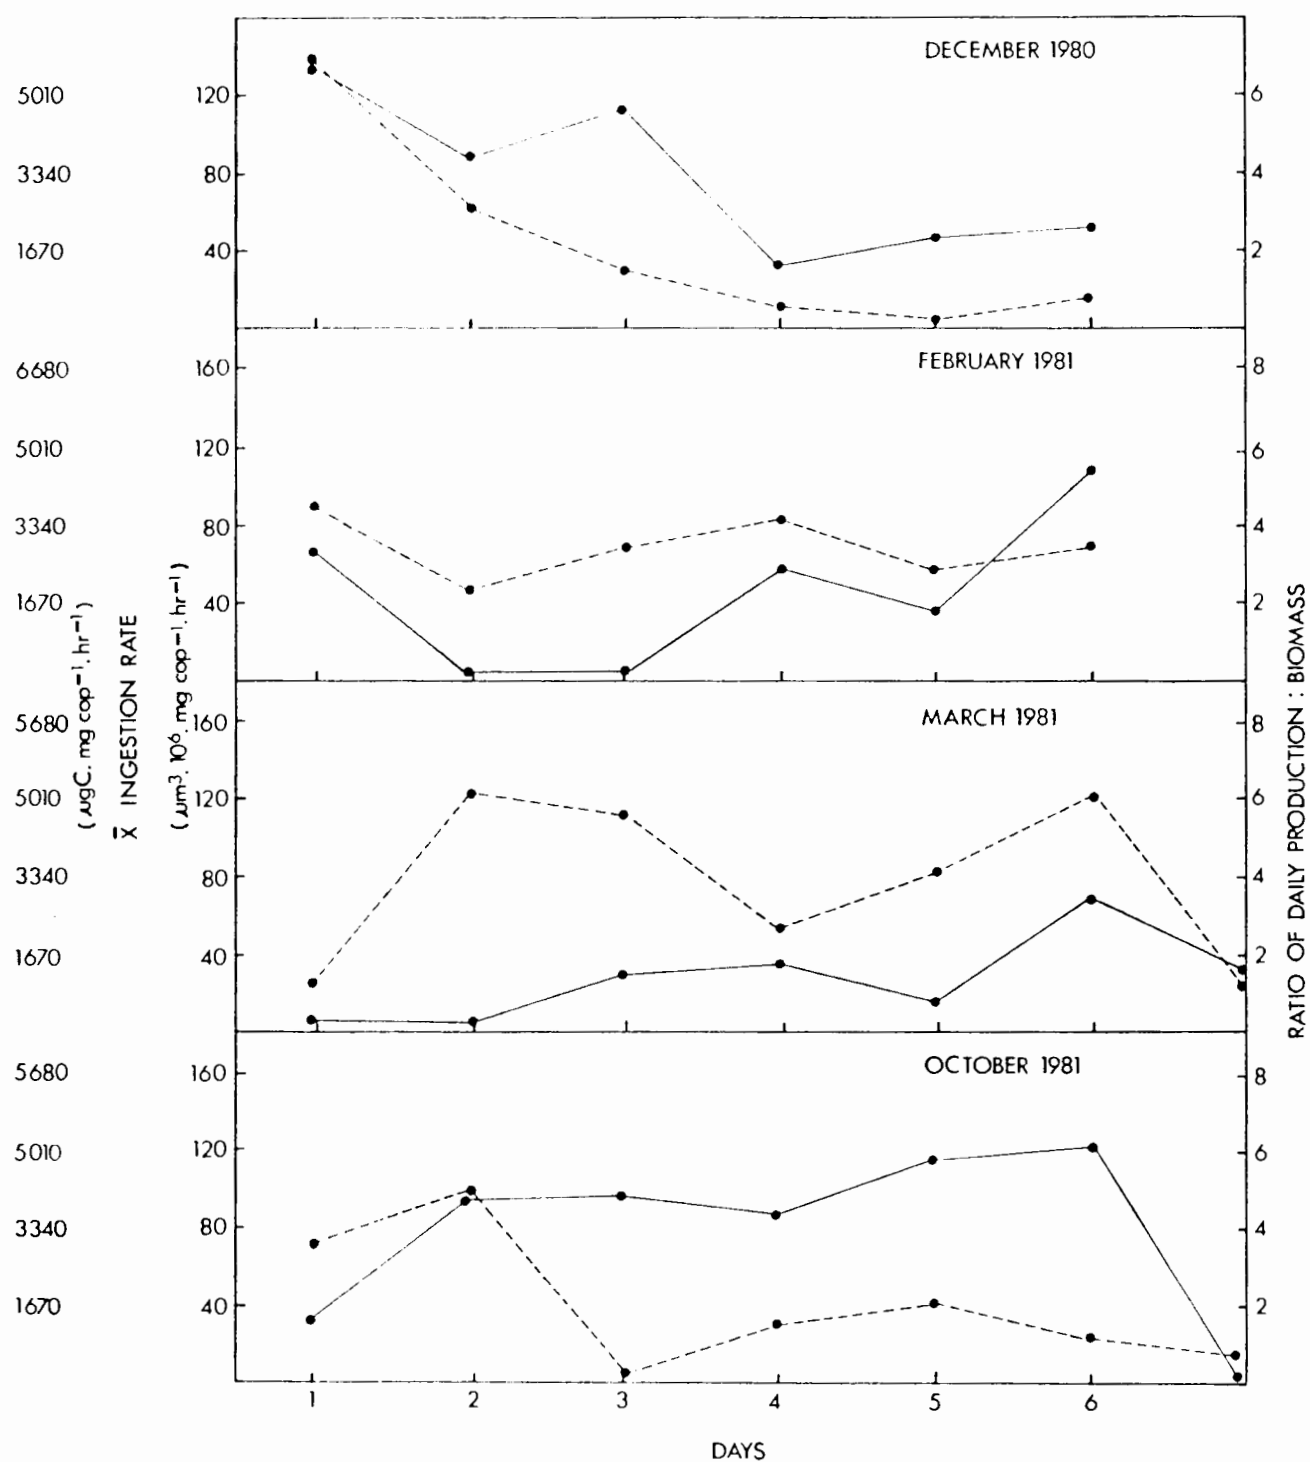 DECEMBER 1980
5010 120 6
3340 80 4
1670 40 2
FEBRUARY 1981
6680 160 8
5010 120 6
3340 80 4
1670 40 2
(µgC. mg cop⁻¹. hr⁻¹)
X̄ INGESTION RATE
(µm³. 10⁶. mg cop⁻¹. hr⁻¹)
RATIO OF DAILY PRODUCTION : BIOMASS
MARCH 1981
5680 160 8
5010 120 6
3340 80 4
1670 40 2
OCTOBER 1981
5680 160 8
5010 120 6
3340 80 4
1670 40 2
1 2 3 4 5 6
DAYS